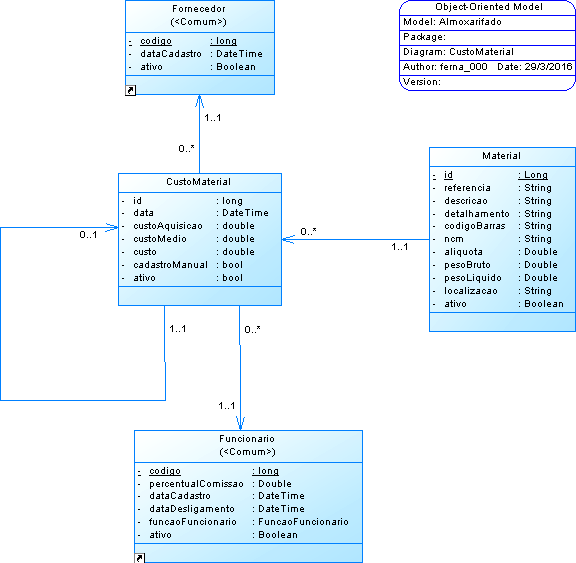 Fornecedor
(<Comum>)
- codigo : long
- dataCadastro : DateTime
- ativo : Boolean
Object-Oriented Model
Model: Almoxarifado
Package:
Diagram: CustoMaterial
Author: ferna_000 Date: 29/3/2016
Version:
1..1
0..*
CustoMaterial
- id : long
- data : DateTime
- custoAquisicao : double
- custoMedio : double
- custo : double
- cadastroManual : bool
- ativo : bool
Material
- id : Long
- referencia : String
- descricao : String
- detalhamento : String
- codigoBarras : String
- ncm : String
- aliquota : Double
- pesoBruto : Double
- pesoLiquido : Double
- localizacao : String
- ativo : Boolean
0..1
0..*
1..1
1..1
0..*
1..1
Funcionario
(<Comum>)
- codigo : long
- percentualComissao : Double
- dataCadastro : DateTime
- dataDesligamento : DateTime
- funcaoFuncionario : FuncaoFuncionario
- ativo : Boolean